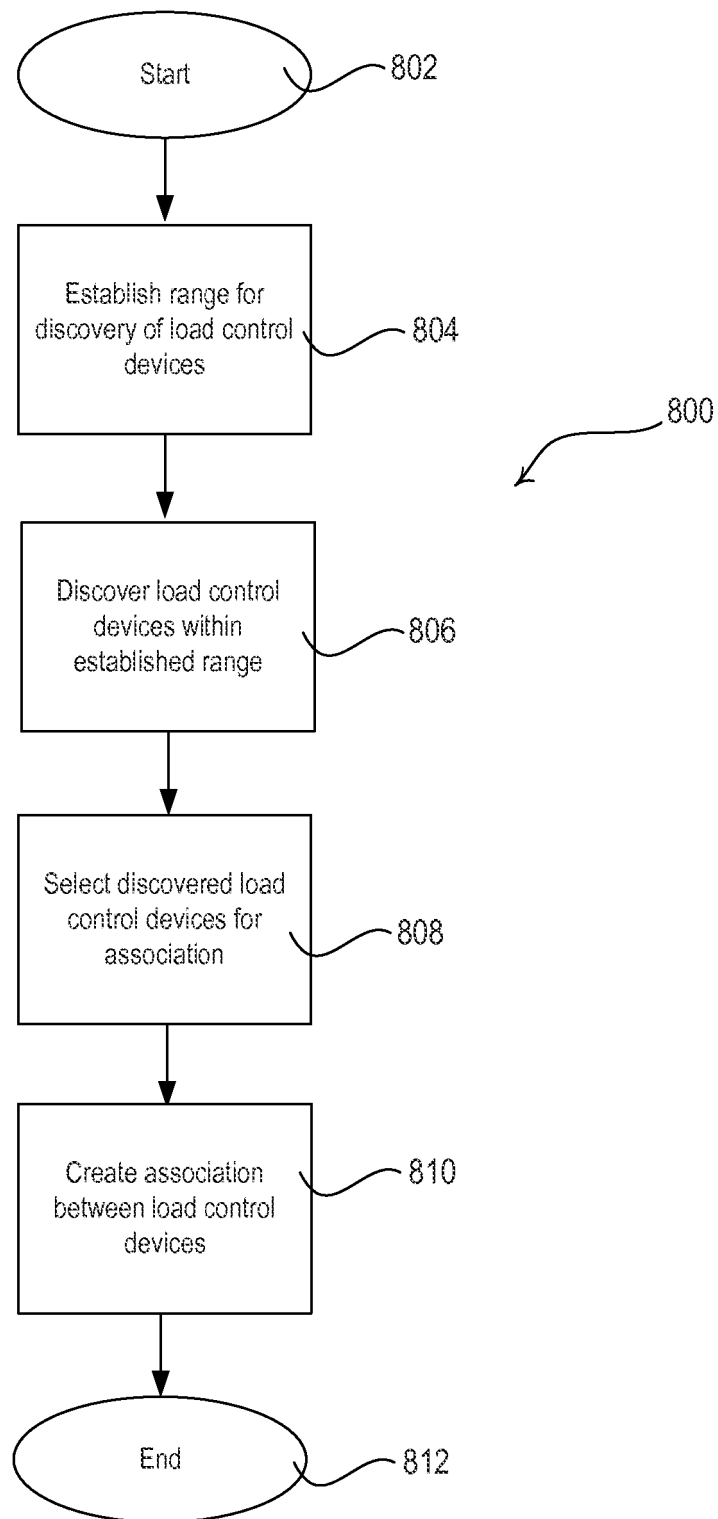 Start
802
Establish range for
discovery of load control
devices
804
800
Discover load control
devices within
established range
806
Select discovered load
control devices for
association
808
Create association
between load control
devices
810
End
812